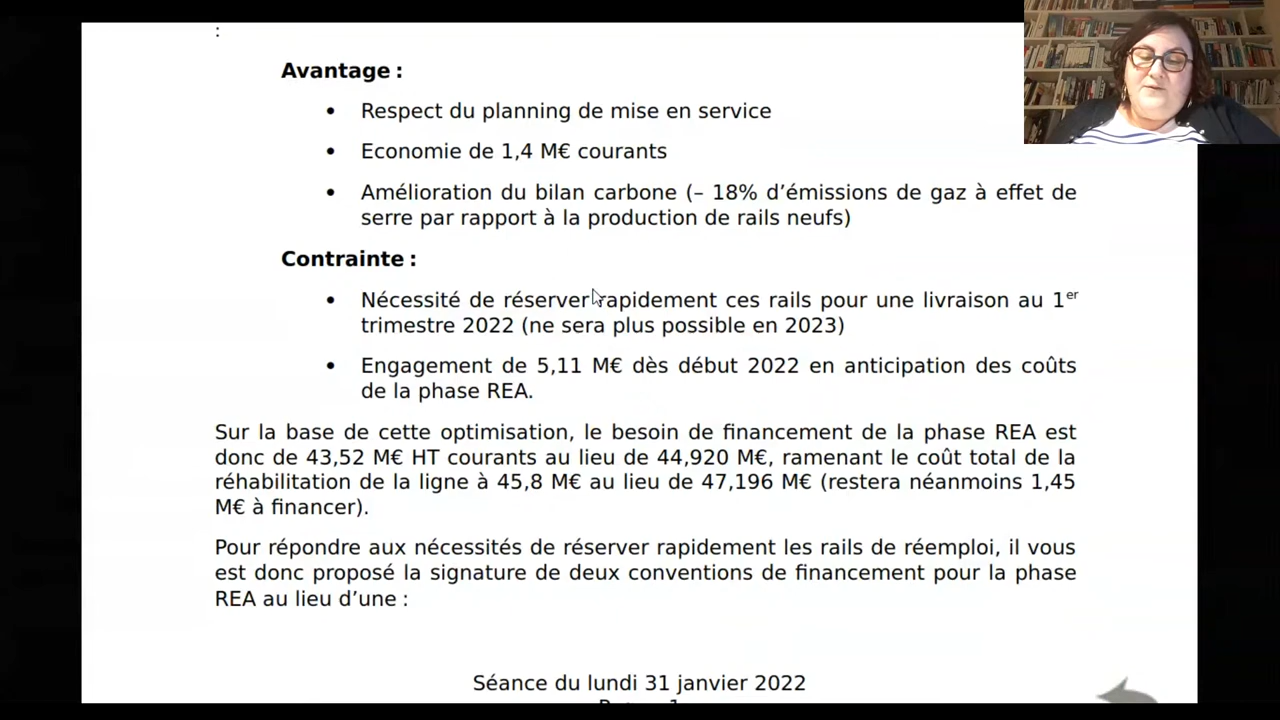 :
Avantage :
• Respect du planning de mise en service
• Economie de 1,4 M€ courants
• Amélioration du bilan carbone (– 18% d’émissions de gaz à effet de
serre par rapport à la production de rails neufs)
Contrainte :
• Nécessité de réserver rapidement ces rails pour une livraison au 1er
trimestre 2022 (ne sera plus possible en 2023)
• Engagement de 5,11 M€ dès début 2022 en anticipation des coûts
de la phase REA.
Sur la base de cette optimisation, le besoin de financement de la phase REA est
donc de 43,52 M€ HT courants au lieu de 44,920 M€, ramenant le coût total de la
réhabilitation de la ligne à 45,8 M€ au lieu de 47,196 M€ (restera néanmoins 1,45
M€ à financer).
Pour répondre aux nécessités de réserver rapidement les rails de réemploi, il vous
est donc proposé la signature de deux conventions de financement pour la phase
REA au lieu d’une :
Séance du lundi 31 janvier 2022